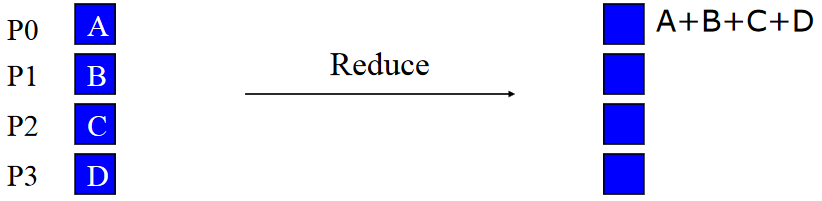 P0 A A+B+C+D
P1 B Reduce
P2 C
P3 D